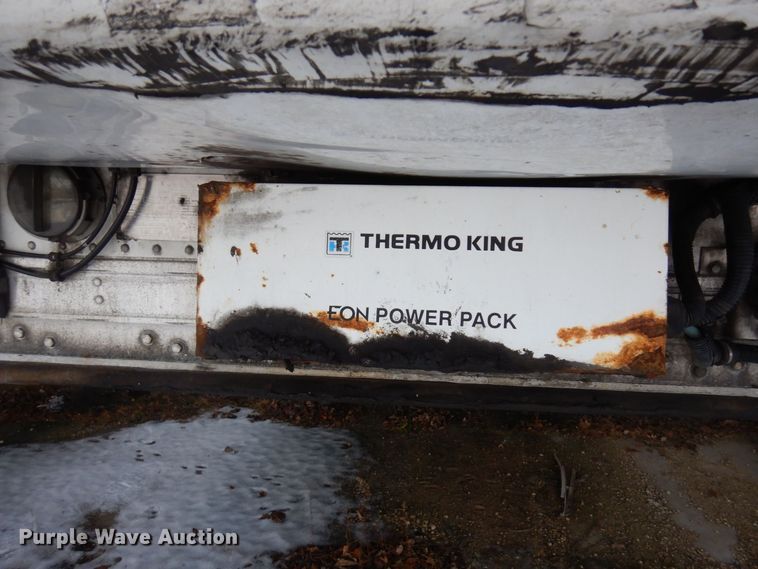 THERMO KING
EON POWER PACK
Purple Wave Auction